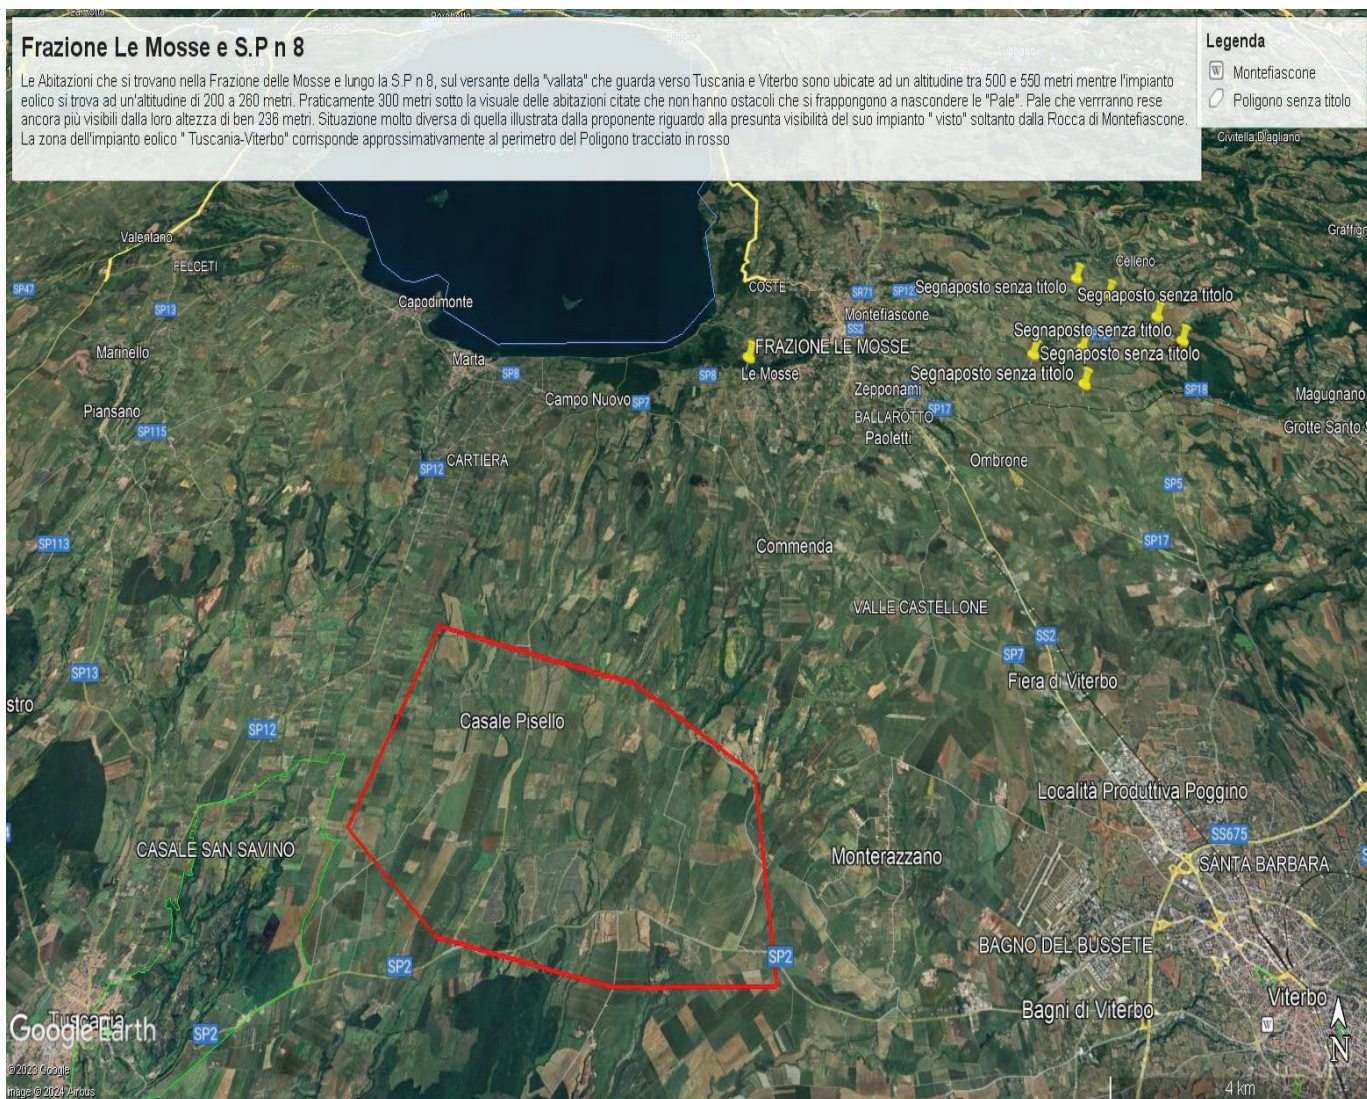 Frazione Le Mosse e S.P n 8
Le Abitazioni che si trovano nella Frazione delle Mosse e lungo la S.P n 8, sul versante della "vallata" che guarda verso Tuscania e Viterbo sono ubicate ad un altitudine tra 500 e 550 metri mentre l'impianto
eolico si trova ad un'altitudine di 200 a 260 metri. Praticamente 300 metri sotto la visuale delle abitazioni citate che non hanno ostacoli che si frappongono a nascondere le "Pale". Pale che verrranno rese
ancora più visibili dalla loro altezza di ben 236 metri. Situazione molto diversa di quella illustrata dalla proponente riguardo alla presunta visibilità del suo impianto " visto" soltanto dalla Rocca di Montefiascone.
La zona dell'impianto eolico " Tuscania-Viterbo" corrisponde approssimativamente al perimetro del Poligono tracciato in rosso
Legenda
Montefiascone
Poligono senza titolo
Civitella D'agliano
Valentano
FELCETI
SP47
SP13
Capodimonte
Marinello
Marta
SP8
Campo Nuovo
SP7
SP8
COSTE
SR71
SP12
Montefiascone
SS2
FRAZIONE LE MOSSE
Le Mosse
Celleno
Segnaposto senza titolo
Segnaposto senza titolo
Segnaposto senza titolo
Segnaposto senza titolo
Segnaposto senza titolo
SP18
Magugnano
Grotte Santo S
Zepponami
SP17
BALLAROTTO
Paoletti
Piansano
SP115
SP12
CARTIERA
Ombrone
SP5
SP113
Commenda
SP17
VALLE CASTELLONE
SS2
SP7
Fiera di Viterbo
SP13
stro
SP12
Casale Pisello
Località Produttiva Poggino
SS675
CASALE SAN SAVINO
Monterazzano
SANTA BARBARA
BAGNO DEL BUSSETE
SP2
SP2
Bagni di Viterbo
Viterbo
Tuscania
SP2
Google Earth
©2023 Google
Image © 2024 Airbus
N
4 km